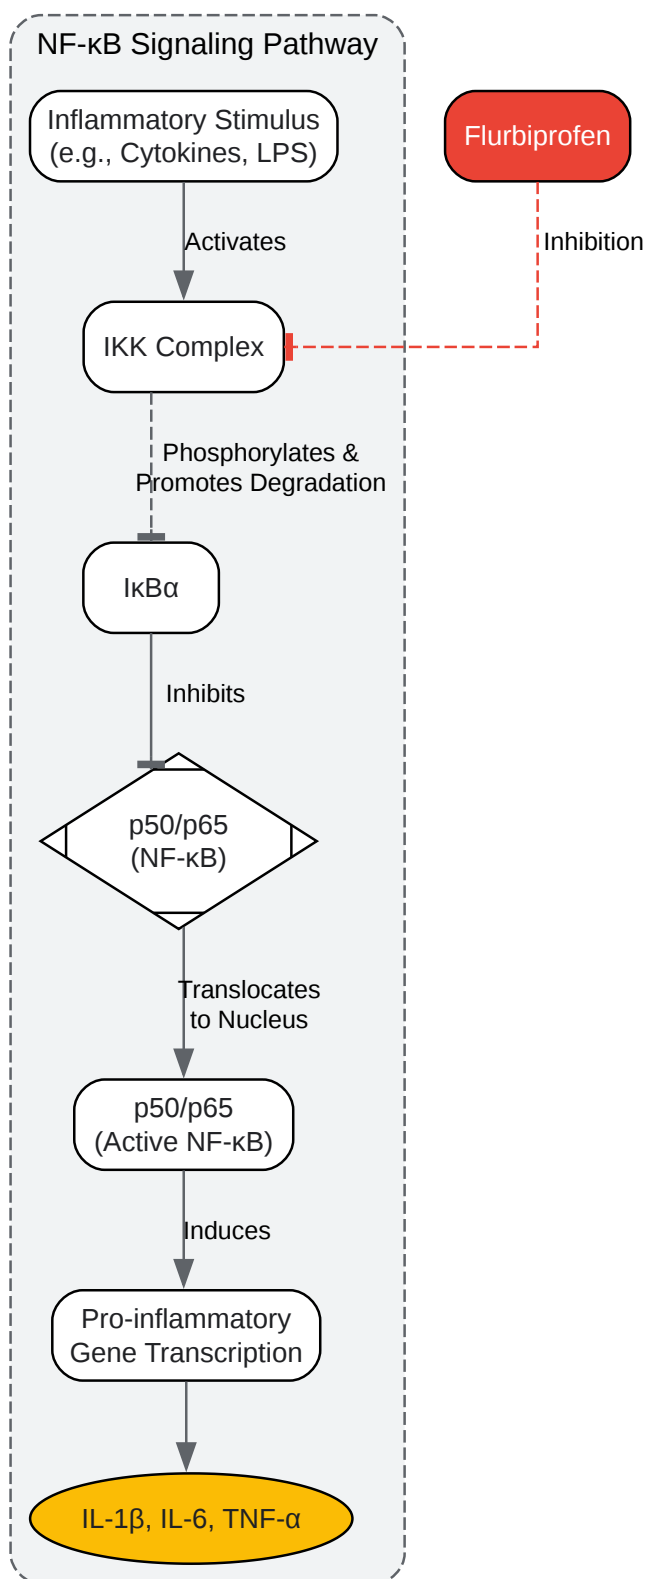 NF-κB Signaling Pathway
Inflammatory Stimulus
(e.g., Cytokines, LPS)
Flurbiprofen
Activates
Inhibition
IKK Complex
Phosphorylates &
Promotes Degradation
IκBα
Inhibits
p50/p65
(NF-κB)
Translocates
to Nucleus
p50/p65
(Active NF-κB)
Induces
Pro-inflammatory
Gene Transcription
IL-1β, IL-6, TNF-α